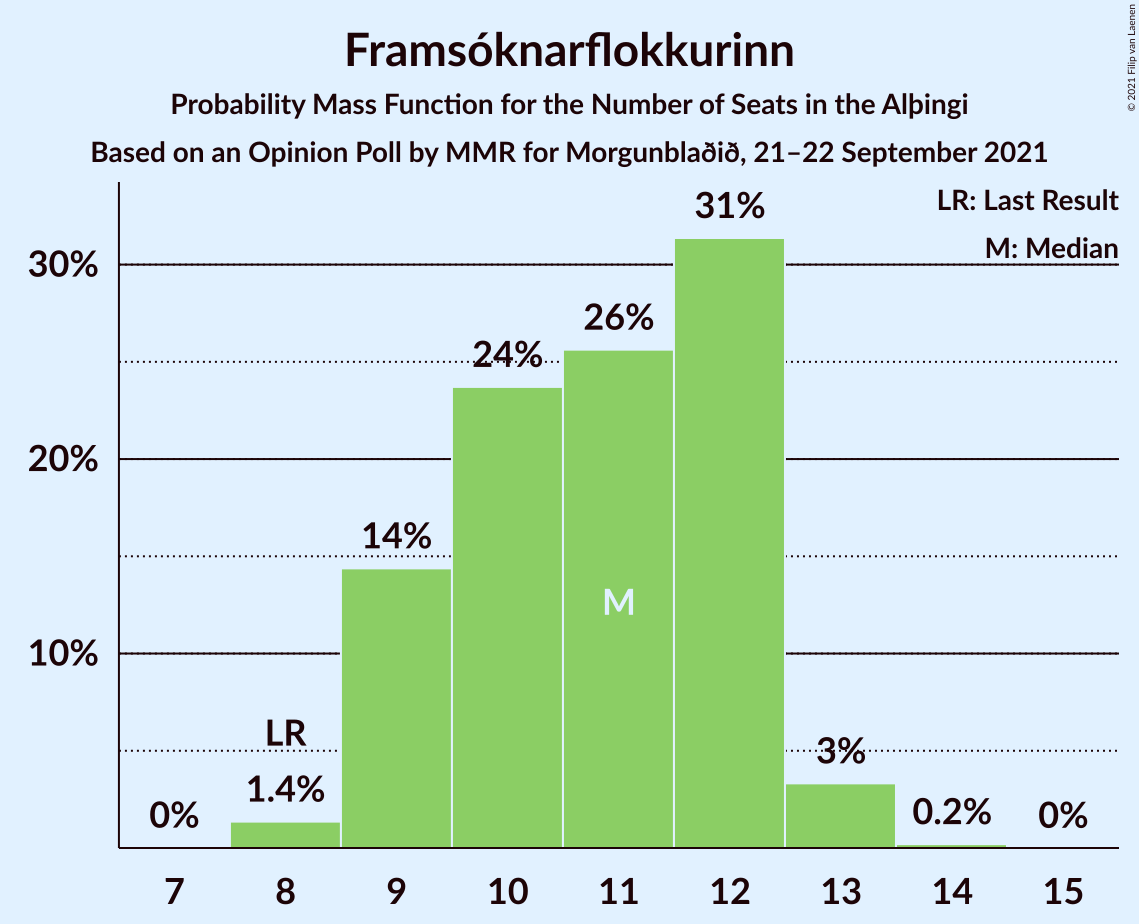 Framsóknarflokkurinn
Probability Mass Function for the Number of Seats in the Alþingi
Based on an Opinion Poll by MMR for Morgunblaðið, 21–22 September 2021
© 2021 Filip van Laenen
LR: Last Result
M: Median
30%
20%
10%
0%
LR
1.4%
14%
24%
26%
M
31%
3%
0.2%
0%
7 8 9 10 11 12 13 14 15